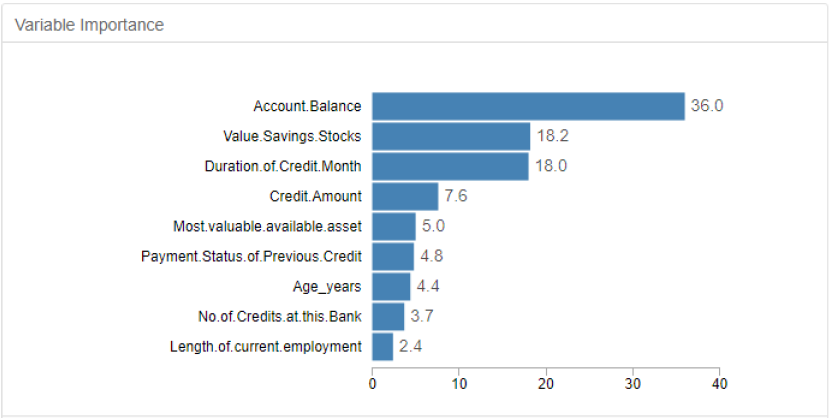 Variable Importance
Account.Balance 36.0
Value.Savings.Stocks 18.2
Duration.of.Credit.Month 18.0
Credit.Amount 7.6
Most.valuable.available.asset 5.0
Payment.Status.of.Previous.Credit 4.8
Age_years 4.4
No.of.Credits.at.this.Bank 3.7
Length.of.current.employment 2.4
0 10 20 30 40